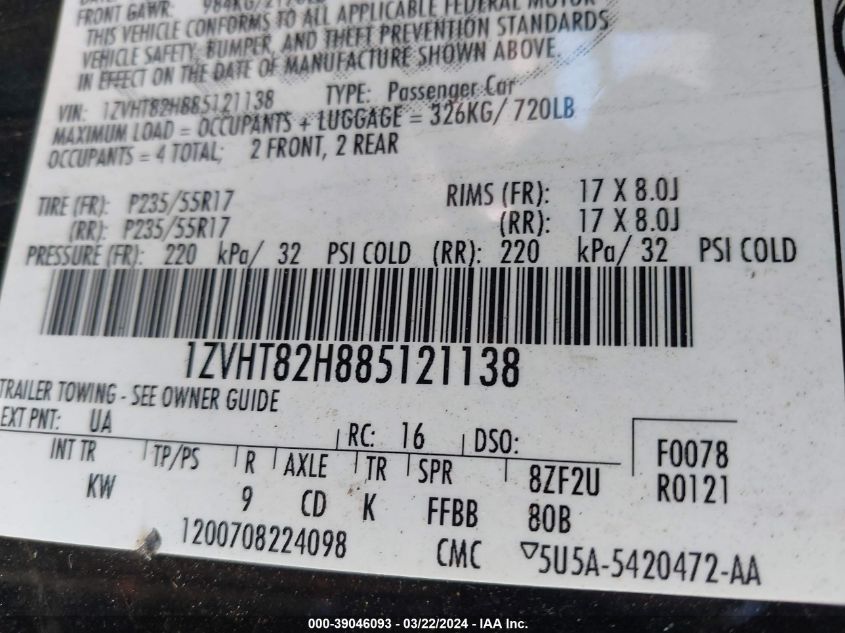 FRONT GAWR: 984KG/
THIS VEHICLE CONFORMS TO ALL APPLICABLE FEDERAL MOTOR
VEHICLE SAFETY, BUMPER, AND THEFT PREVENTION STANDARDS
IN EFFECT ON THE DATE OF MANUFACTURE SHOWN ABOVE.
VIN: 1ZVHT82H885121138 TYPE: Passenger Car
MAXIMUM LOAD = OCCUPANTS + LUGGAGE = 326KG/ 720LB
OCCUPANTS = 4 TOTAL; 2 FRONT, 2 REAR
TIRE (FR): P235/55R17 RIMS (FR): 17 X 8.0J
(RR): P235/55R17 (RR): 17 X 8.0J
PRESSURE (FR): 220 kPa/ 32 PSI COLD (RR): 220 kPa/ 32 PSI COLD
1ZVHT82H885121138
TRAILER TOWING - SEE OWNER GUIDE
EXT PNT: UA RC: 16 DSO: F0078
INT TR TP/PS R AXLE TR SPR 8ZF2U R0121
KW 9 CD K FFBB 80B
1200708224098 CMC ▽5U5A-5420472-AA
000-39046093 - 03/22/2024 - IAA Inc.